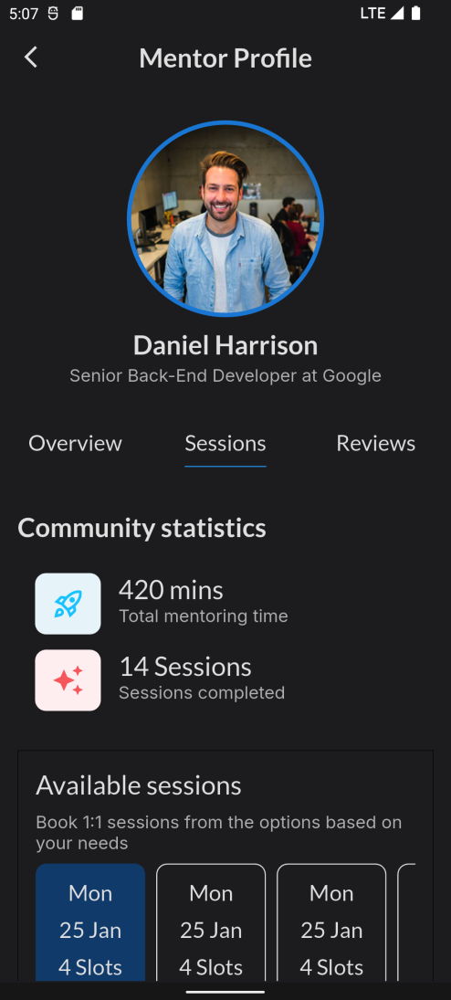 5:07
LTE
Mentor Profile
Daniel Harrison
Senior Back-End Developer at Google
Overview
Sessions
Reviews
Community statistics
420 mins
Total mentoring time
14 Sessions
Sessions completed
Available sessions
Book 1:1 sessions from the options based on
your needs
Mon
25 Jan
4 Slots
Mon
25 Jan
4 Slots
Mon
25 Jan
4 Slots